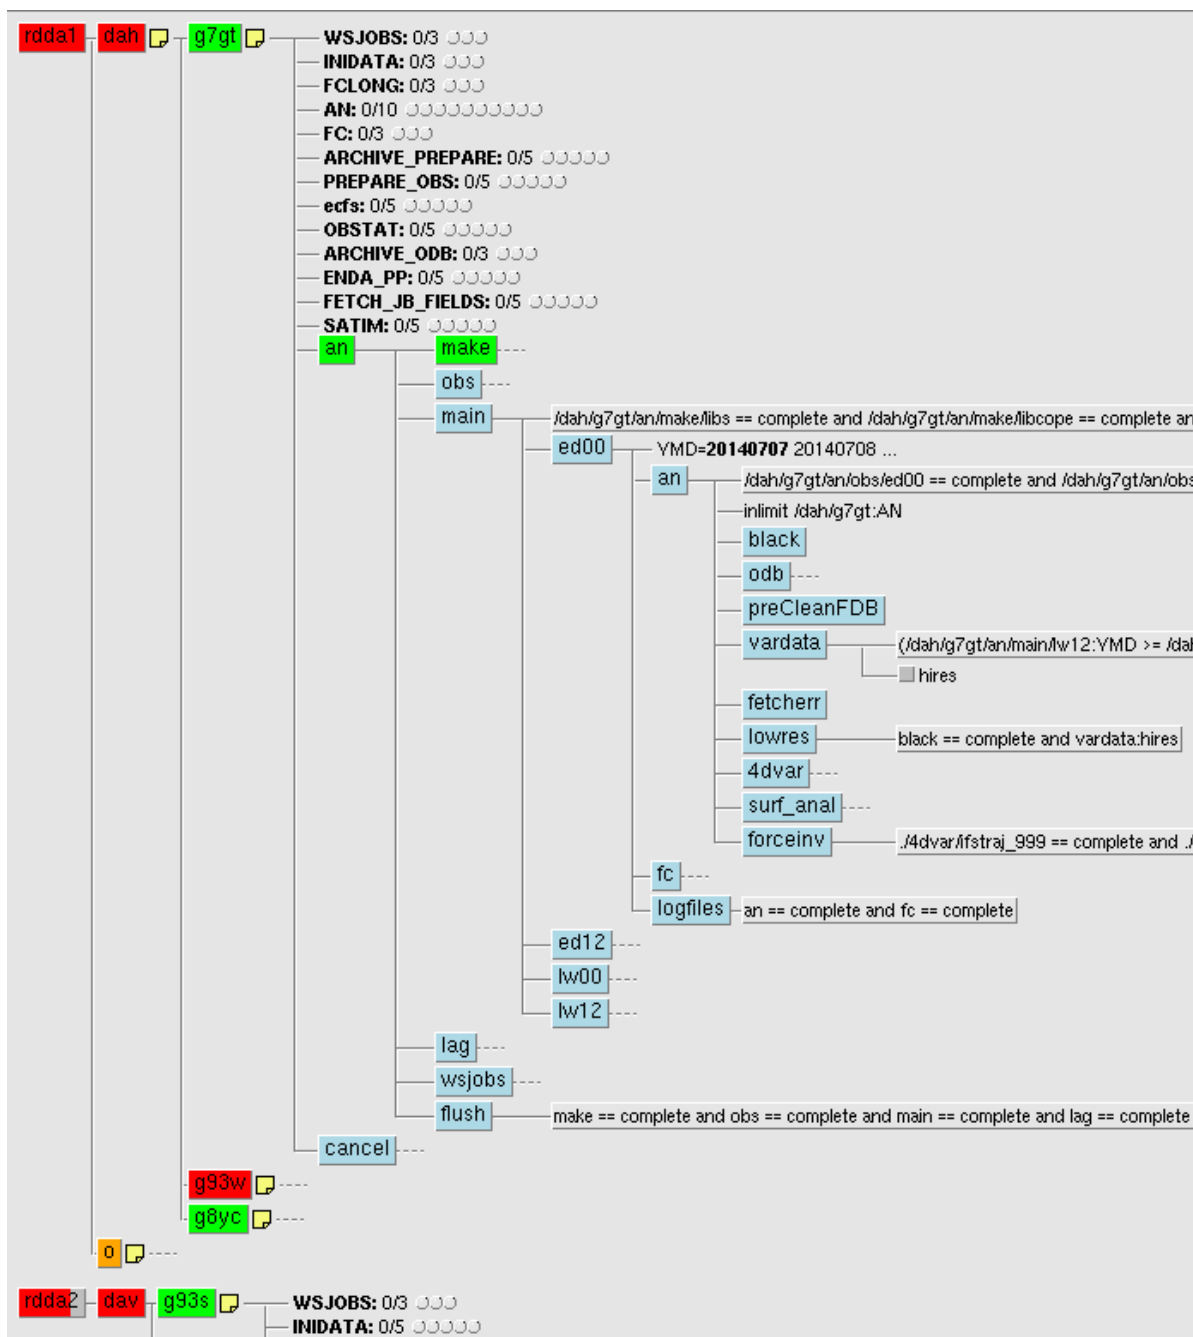 rdda1 dah g7gt WSJOBS: 0/3
INIDATA: 0/3
FCLONG: 0/3
AN: 0/10
FC: 0/3
ARCHIVE_PREPARE: 0/5
PREPARE_OBS: 0/5
ecfs: 0/5
OBSTAT: 0/5
ARCHIVE_ODB: 0/3
ENDA_PP: 0/5
FETCH_JB_FIELDS: 0/5
SATIM: 0/5
an make
obs
main /dah/g7gt/an/make/libs == complete and /dah/g7gt/an/make/libcope == complete an
ed00 YMD=20140707 20140708 ...
an /dah/g7gt/an/obs/ed00 == complete and /dah/g7gt/an/obs
inlimit /dah/g7gt:AN
black
odb
preCleanFDB
vardata (/dah/g7gt/an/main/lw12:YMD >= /dah
hires
fetcherr
lowres black == complete and vardata:hires
4dvar
surf_anal
forceinv ./4dvar/ifstraj_999 == complete and ./
fc
logfiles an == complete and fc == complete
ed12
lw00
lw12
lag
wsjobs
flush make == complete and obs == complete and main == complete and lag == complete
cancel
g93w
g8yc
o
rdda2 dav g93s WSJOBS: 0/3
INIDATA: 0/5